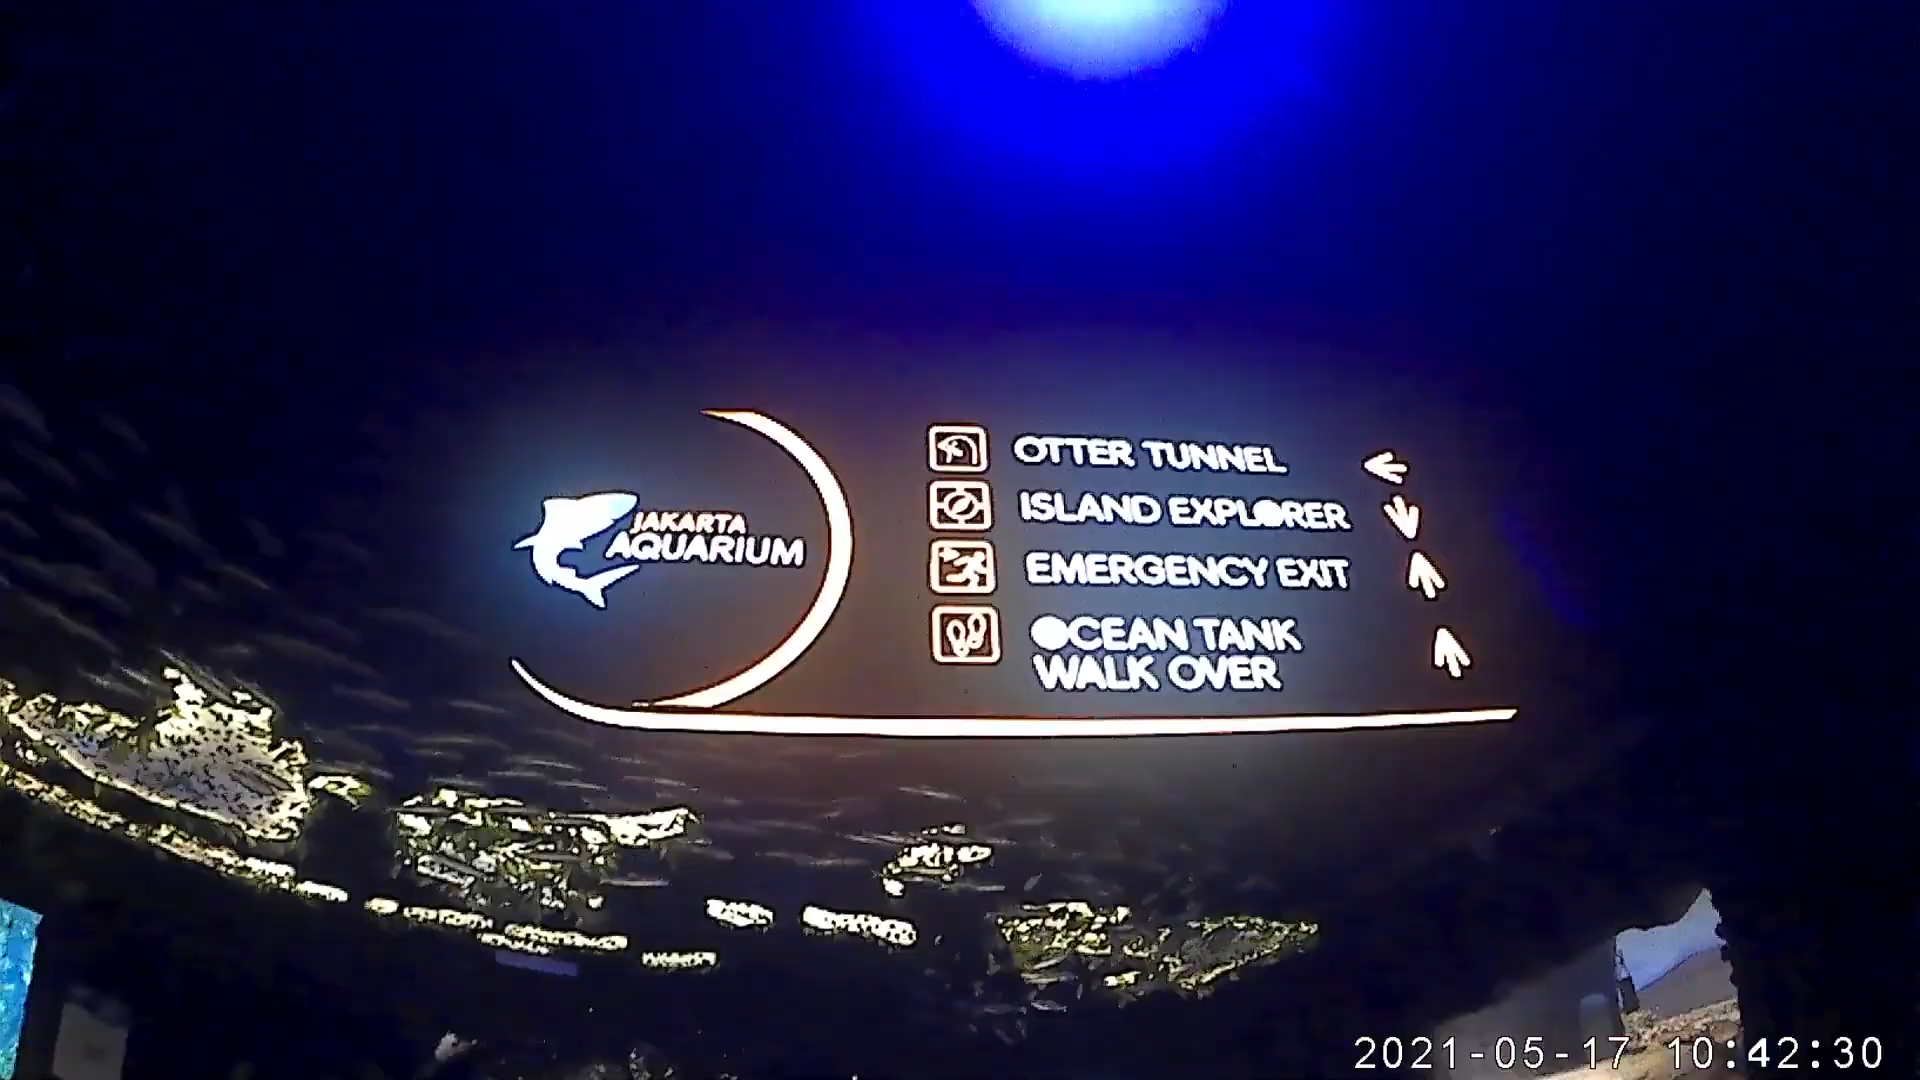 JAKARTA
AQUARIUM
OTTER TUNNEL
ISLAND EXPLORER
EMERGENCY EXIT
OCEAN TANK
WALK OVER
2021-05-17 10:42:30